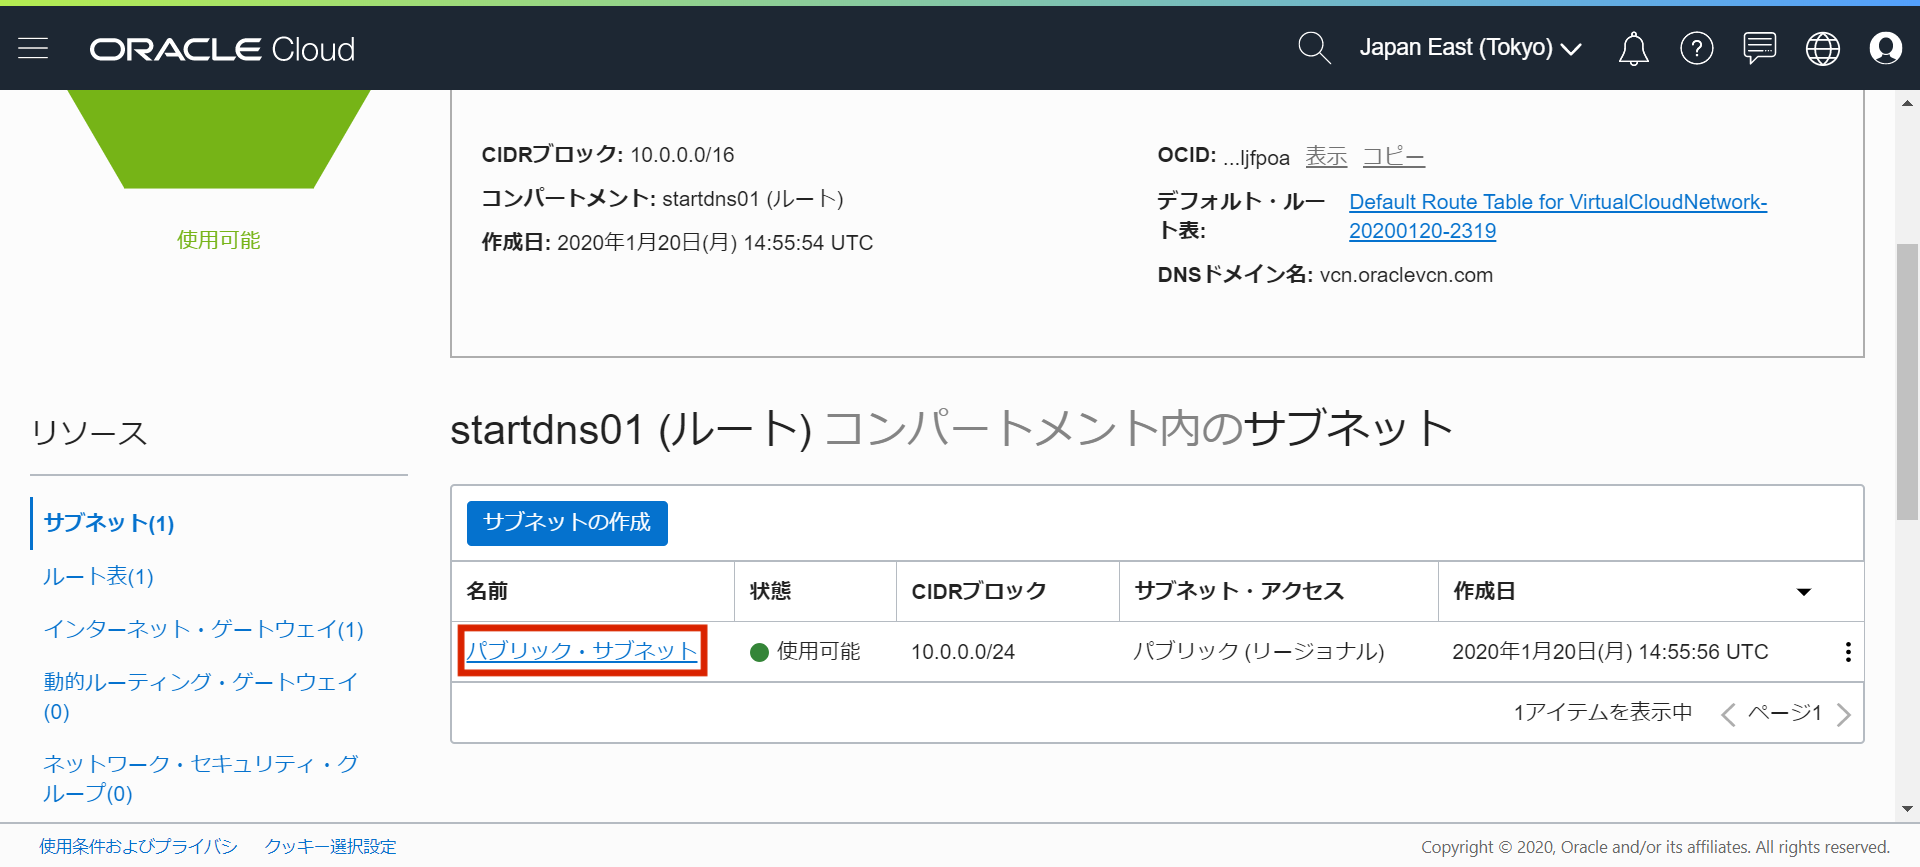 ORACLE Cloud
Japan East (Tokyo)
使用可能
CIDRブロック: 10.0.0.0/16
コンパートメント: startdns01 (ルート)
作成日: 2020年1月20日(月) 14:55:54 UTC
OCID: ...ljfpoa 表示 コピー
デフォルト・ルー Default Route Table for VirtualCloudNetwork-
ト表: 20200120-2319
DNSドメイン名: vcn.oraclevcn.com
リソース
サブネット(1)
ルート表(1)
インターネット・ゲートウェイ(1)
動的ルーティング・ゲートウェイ
(0)
ネットワーク・セキュリティ・グ
ループ(0)
startdns01 (ルート) コンパートメント内のサブネット
サブネットの作成
名前 状態 CIDRブロック サブネット・アクセス 作成日
パブリック・サブネット 使用可能 10.0.0.0/24 パブリック (リージョナル) 2020年1月20日(月) 14:55:56 UTC
1アイテムを表示中 ページ1
使用条件およびプライバシ クッキー選択設定
Copyright © 2020, Oracle and/or its affiliates. All rights reserved.